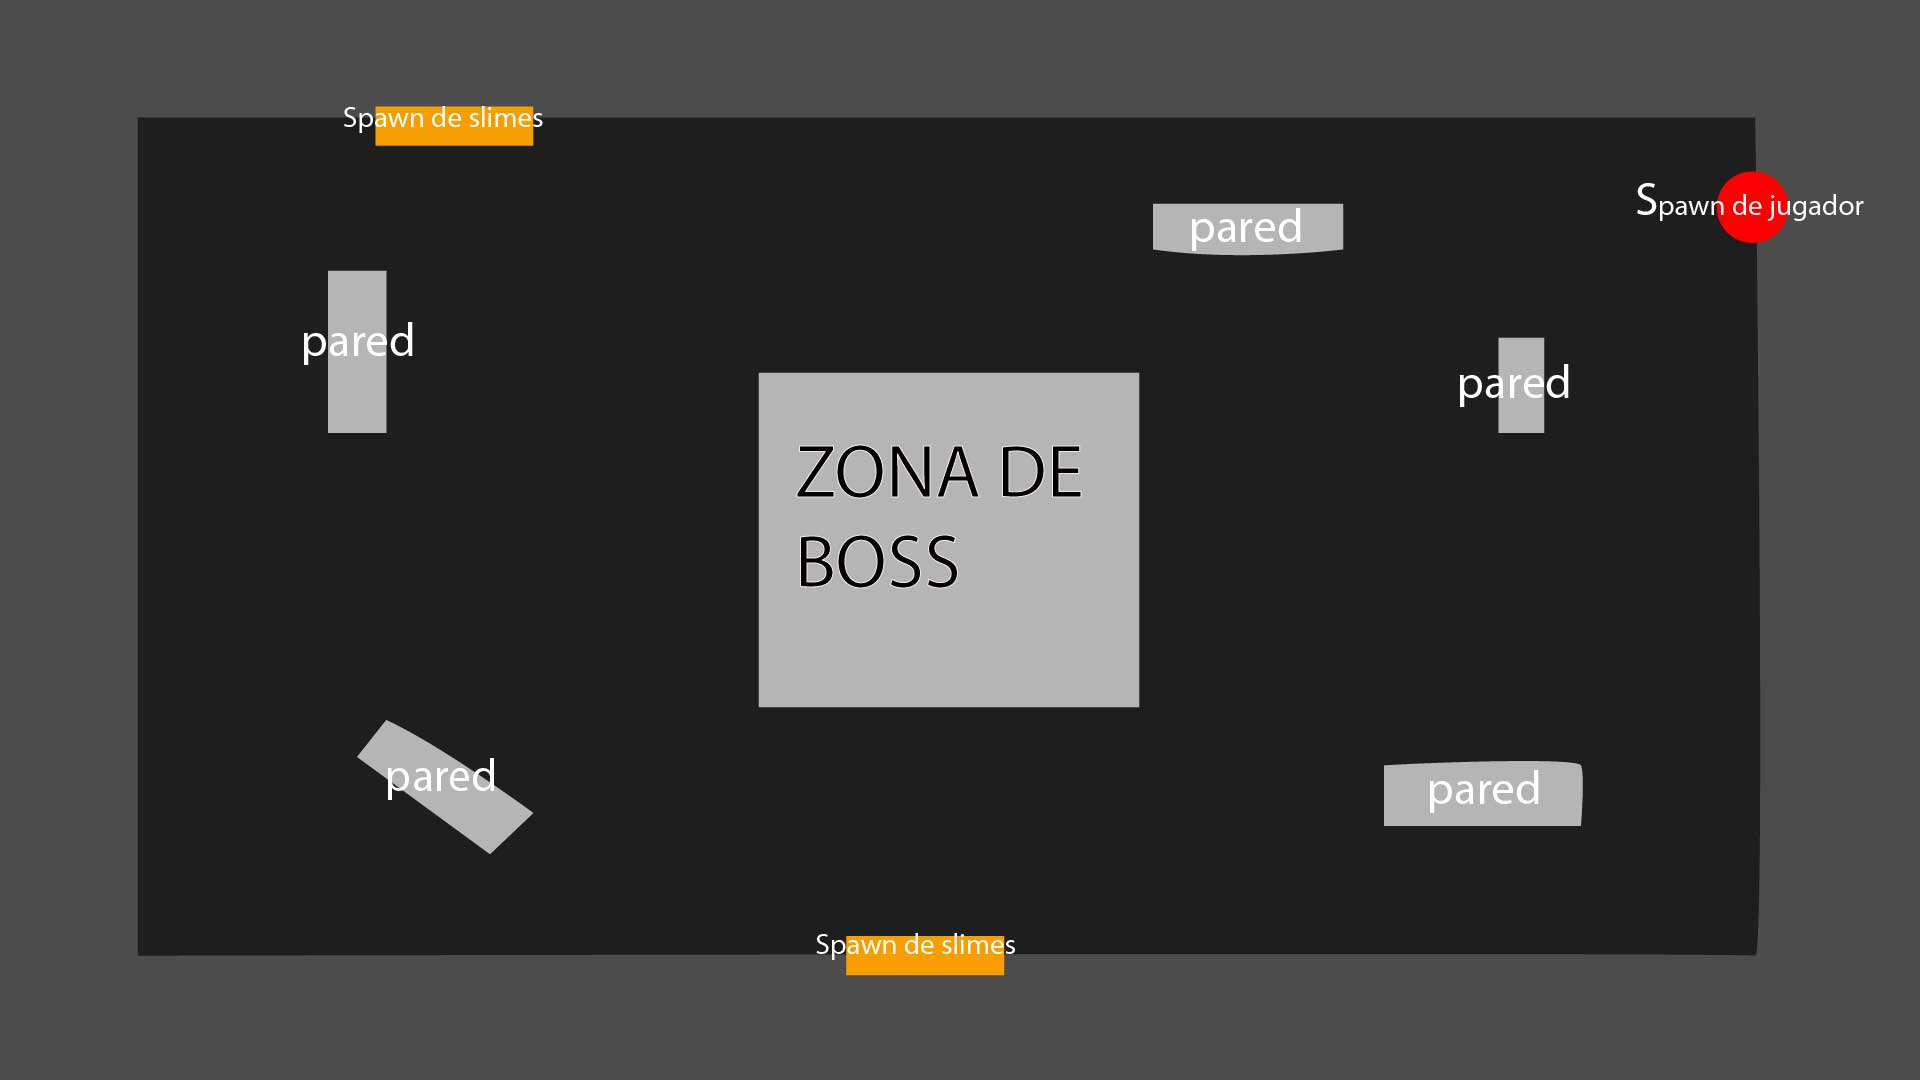 Spawn de slimes
Spawn de jugador
pared
pared
pared
ZONA DE
BOSS
pared
pared
Spawn de slimes